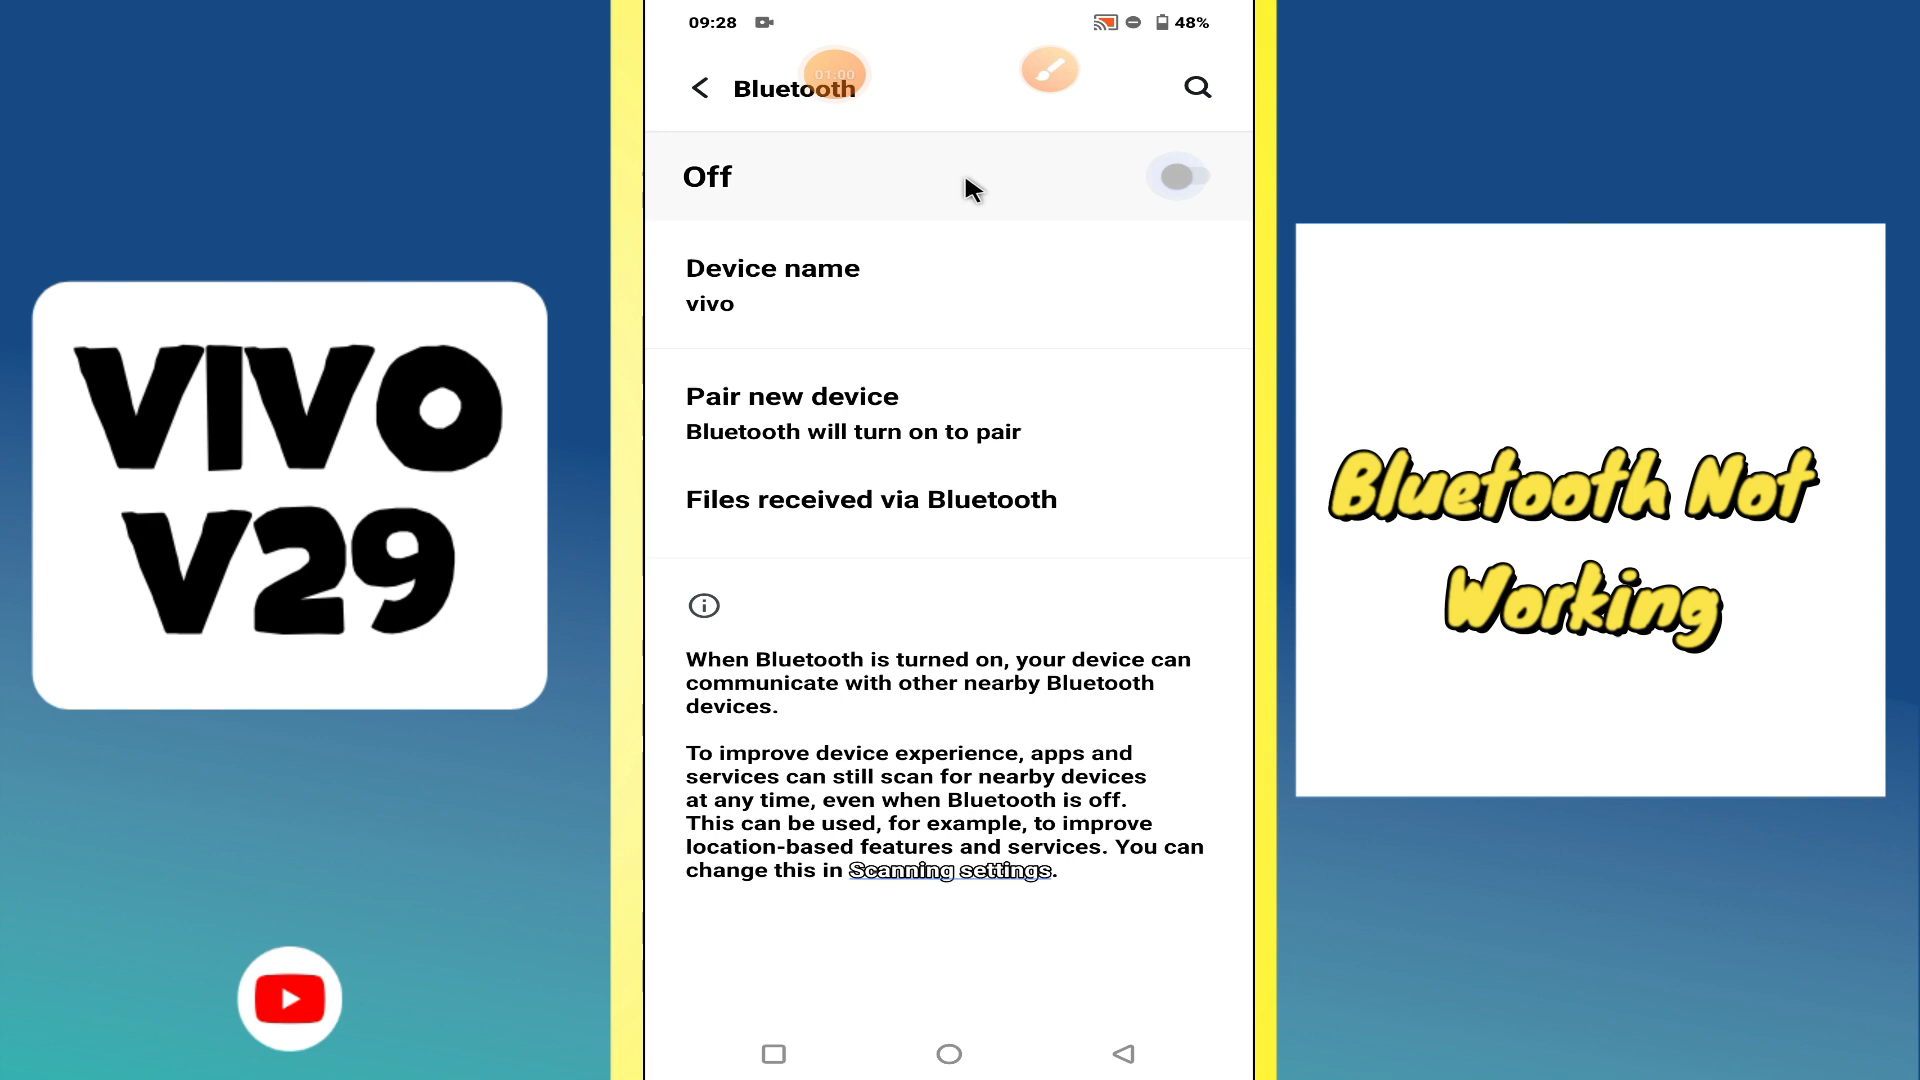 09:28
48%
01:00
Bluetooth
Off
Device name
vivo
Pair new device
Bluetooth will turn on to pair
Files received via Bluetooth
When Bluetooth is turned on, your device can
communicate with other nearby Bluetooth
devices.
To improve device experience, apps and
services can still scan for nearby devices
at any time, even when Bluetooth is off.
This can be used, for example, to improve
location-based features and services. You can
change this in Scanning settings.
VIVO
V29
Bluetooth Not
Working